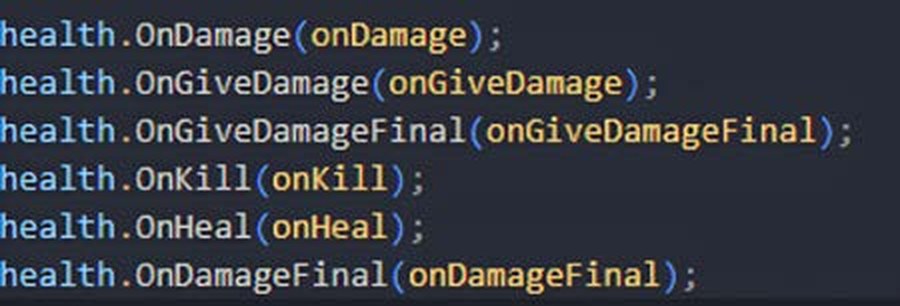 health.OnDamage(onDamage);
health.OnGiveDamage(onGiveDamage);
health.OnGiveDamageFinal(onGiveDamageFinal);
health.OnKill(onKill);
health.OnHeal(onHeal);
health.OnDamageFinal(onDamageFinal);